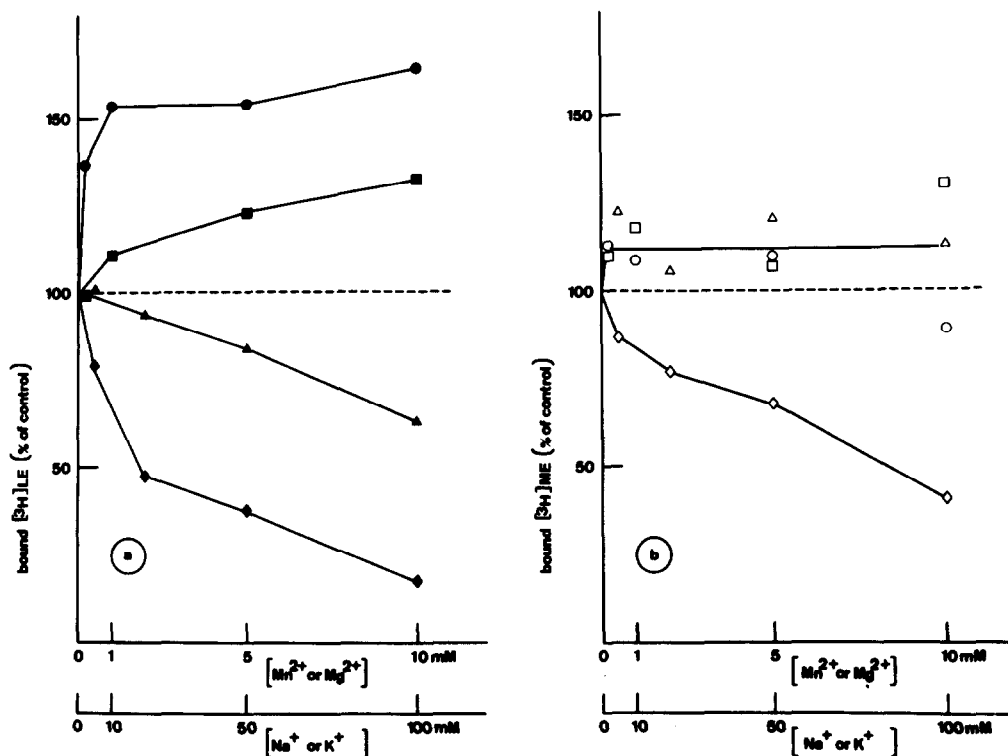 150
100
50
bound [³H]LE (% of control)
a
0 1 5 10 mM
[Mn²⁺ or Mg²⁺]
0 10 50 100 mM
[Na⁺ or K⁺]
150
100
50
bound [³H]ME (% of control)
b
0 1 5 10 mM
[Mn²⁺ or Mg²⁺]
0 10 50 100 mM
[Na⁺ or K⁺]